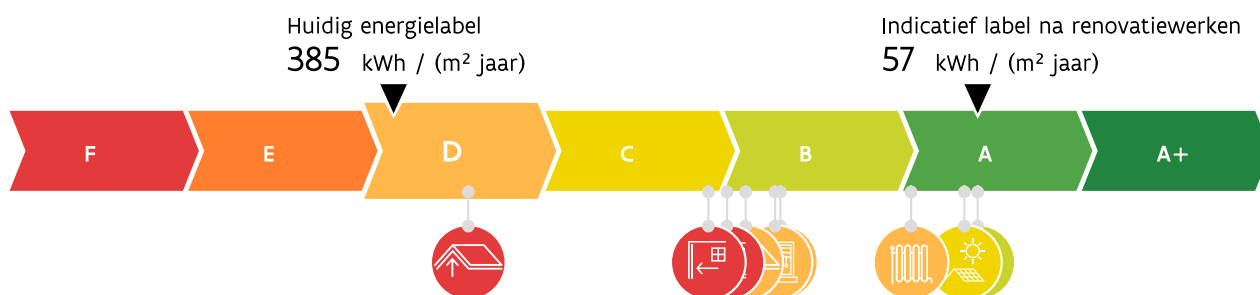 Huidig energielabel
385 kWh / (m² jaar)
Indicatief label na renovatiewerken
57 kWh / (m² jaar)
F E D C B A A+